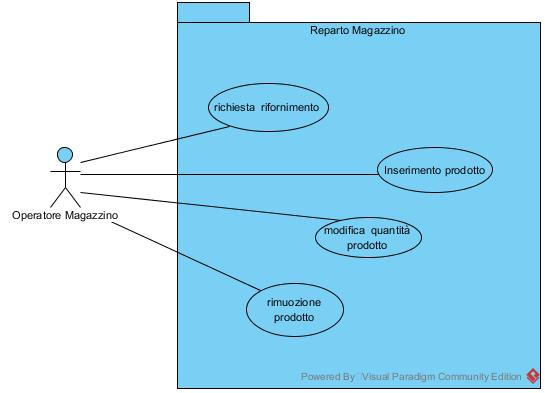 Reparto Magazzino
richiesta rifornimento
Inserimento prodotto
Operatore Magazzino
modifica quantità
prodotto
rimuozione
prodotto
Powered By Visual Paradigm Community Edition